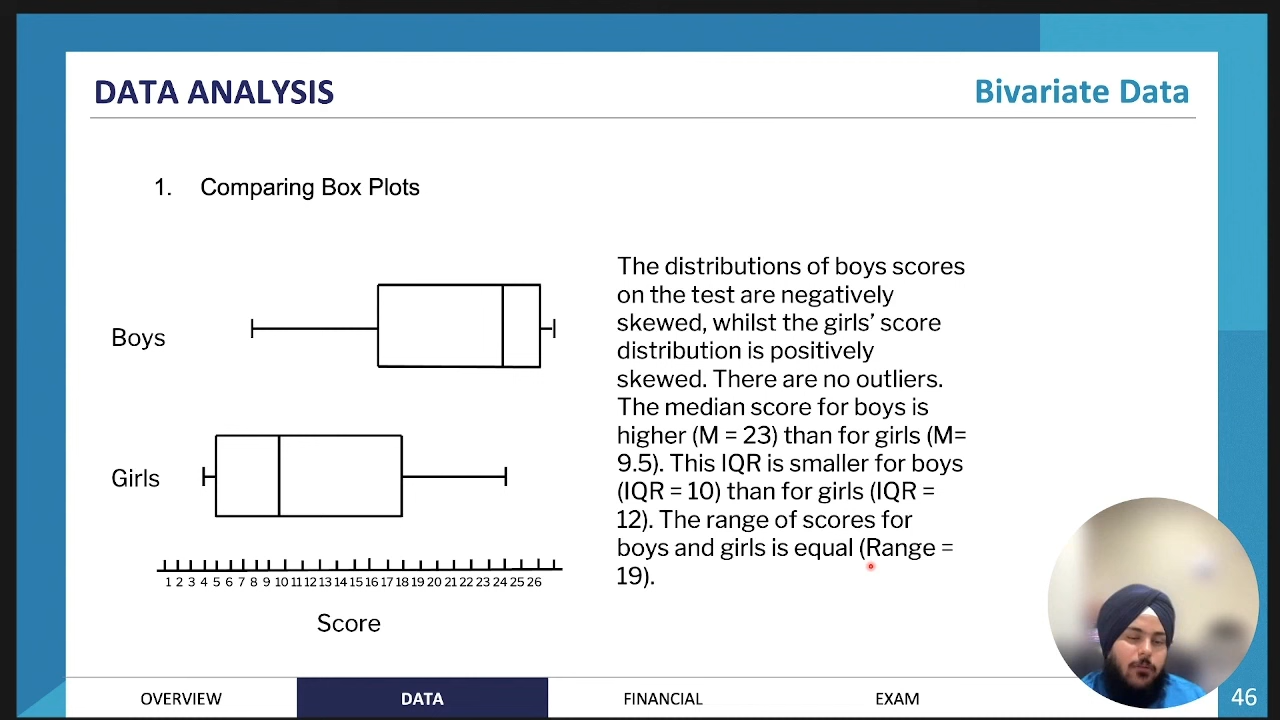 DATA ANALYSIS
Bivariate Data
1. Comparing Box Plots
Boys
Girls
1 2 3 4 5 6 7 8 9 10 11 12 13 14 15 16 17 18 19 20 21 22 23 24 25 26
Score
The distributions of boys scores
on the test are negatively
skewed, whilst the girls’ score
distribution is positively
skewed. There are no outliers.
The median score for boys is
higher (M = 23) than for girls (M=
9.5). This IQR is smaller for boys
(IQR = 10) than for girls (IQR =
12). The range of scores for
boys and girls is equal (Range =
19).
OVERVIEW
DATA
FINANCIAL
EXAM
46